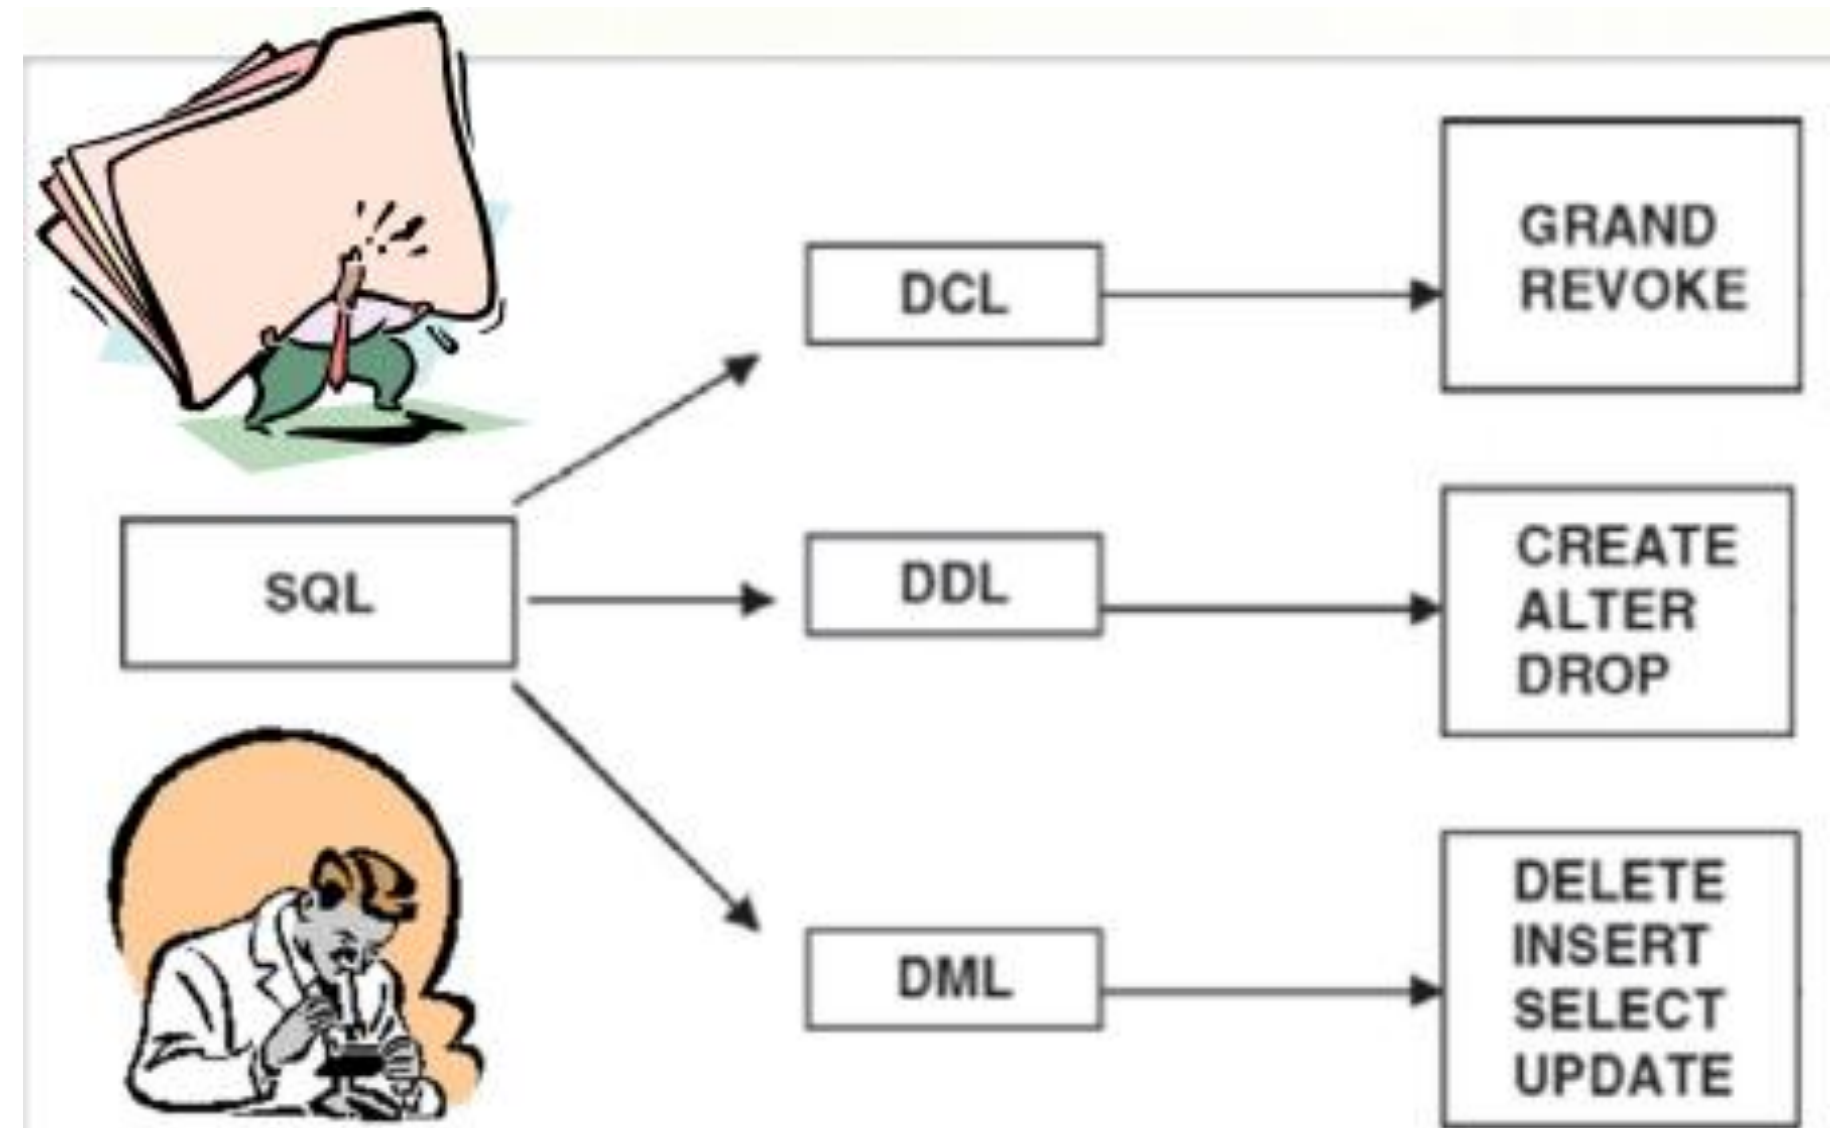 DCL
GRAND
REVOKE
SQL
DDL
CREATE
ALTER
DROP
DML
DELETE
INSERT
SELECT
UPDATE